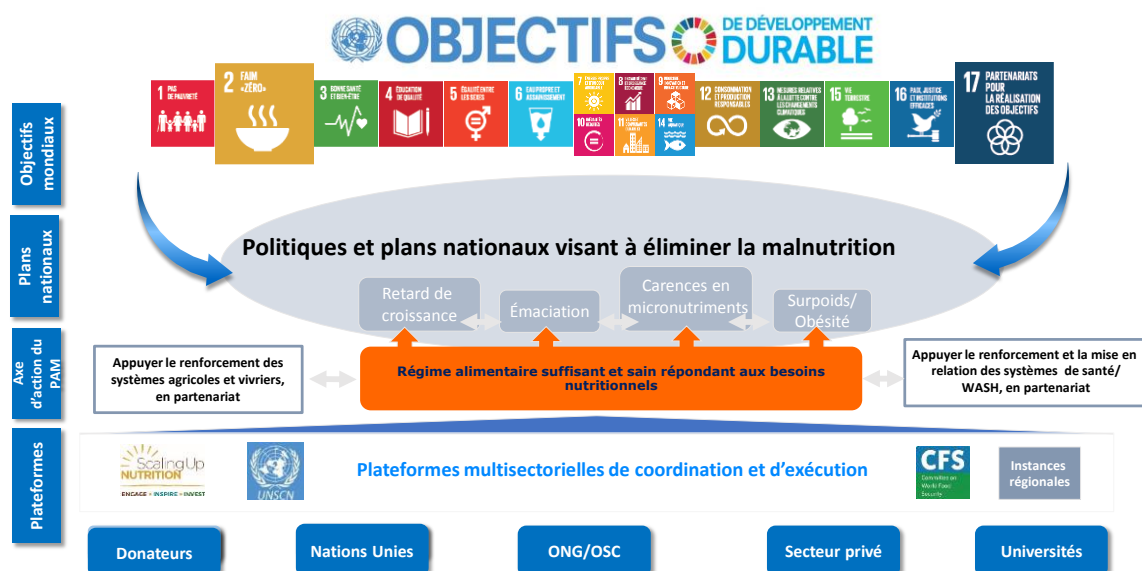 OBJECTIFS
DE DÉVELOPPEMENT
DURABLE
1 PAS
DE PAUVRETÉ
2 FAIM
«ZÉRO»
3 BONNE SANTÉ
ET BIEN-ÊTRE
4 ÉDUCATION
DE QUALITÉ
5 ÉGALITÉ ENTRE
LES SEXES
6 EAU PROPRE ET
ASSAINISSEMENT
7
8
9
10
11
14
12 CONSOMMATION
ET PRODUCTION
RESPONSABLES
13 MESURES RELATIVES
À LA LUTTE CONTRE
LES CHANGEMENTS
CLIMATIQUES
15 VIE
TERRESTRE
16 PAIX, JUSTICE
ET INSTITUTIONS
EFFICACES
17 PARTENARIATS
POUR
LA RÉALISATION
DES OBJECTIFS
Objectifs
mondiaux
Plans
nationaux
Politiques et plans nationaux visant à éliminer la malnutrition
Retard de
croissance
Émaciation
Carences en
micronutriments
Surpoids/
Obésité
Axe
d'action du
PAM
Appuyer le renforcement des
systèmes agricoles et vivriers,
en partenariat
Régime alimentaire suffisant et sain répondant aux besoins
nutritionnels
Appuyer le renforcement et la mise en
relation des systèmes de santé/
WASH, en partenariat
Plateformes
Scaling Up
NUTRITION
ENGAGE • INSPIRE • INVEST
UNSCN
Plateformes multisectorielles de coordination et d'exécution
CFS
Committee on
World Food
Security
Instances
régionales
Donateurs
Nations Unies
ONG/OSC
Secteur privé
Universités